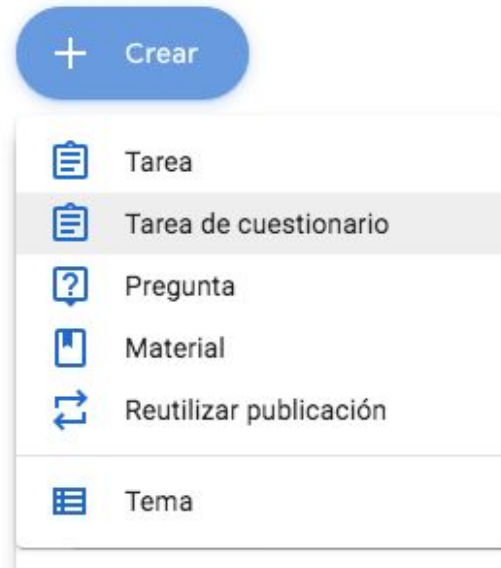 Crear
Tarea
Tarea de cuestionario
Pregunta
Material
Reutilizar publicación
Tema